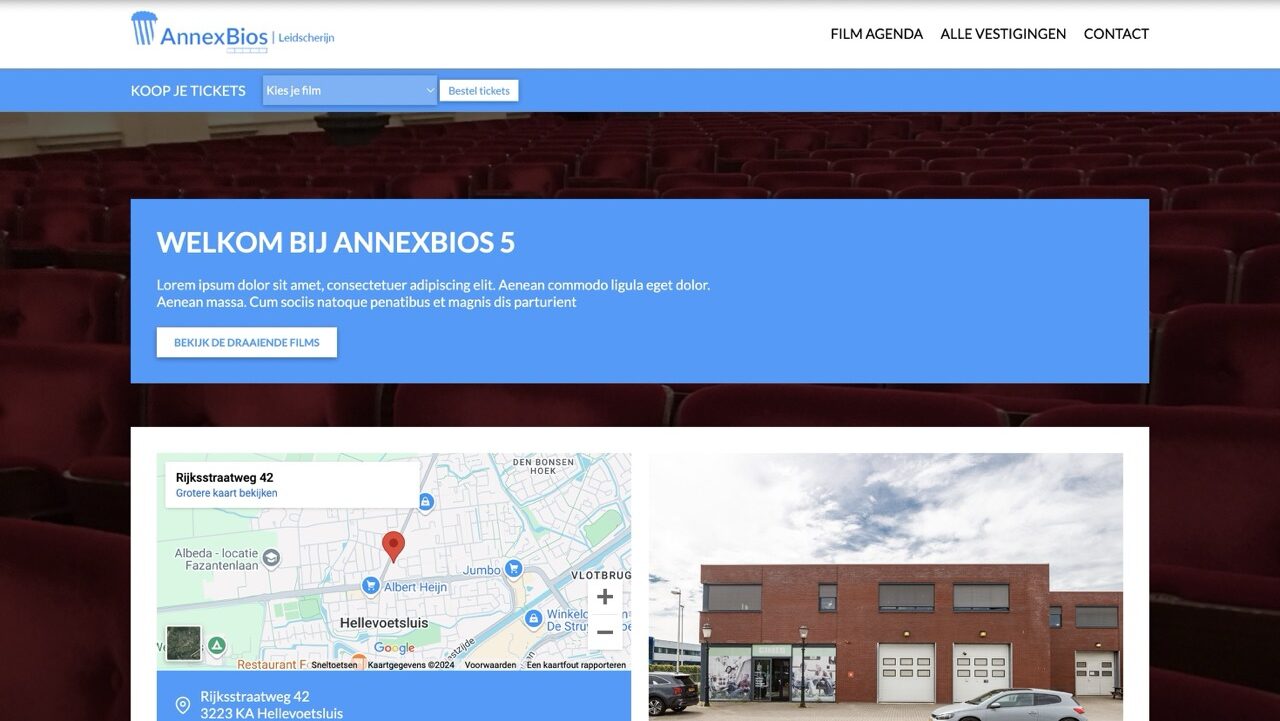 AnnexBios | Leidscherijn
FILM AGENDA ALLE VESTIGINGEN CONTACT
KOOP JE TICKETS Kies je film Bestel tickets
WELKOM BIJ ANNEXBIOS 5
Lorem ipsum dolor sit amet, consectetuer adipiscing elit. Aenean commodo ligula eget dolor.
Aenean massa. Cum sociis natoque penatibus et magnis dis parturient
BEKIJK DE DRAAIENDE FILMS
Rijksstraatweg 42
Grotere kaart bekijken
DEN BONSEN
HOEK
Albeda - locatie
Fazantenlaan
Jumbo
VLOTBRUG
Albert Heijn
Winkelc
De Stru
Hellevoetsluis
Google
Restaurant F
Sneltoetsen Kaartgegevens ©2024 Voorwaarden Een kaartfout rapporteren
Rijksstraatweg 42
3223 KA Hellevoetsluis